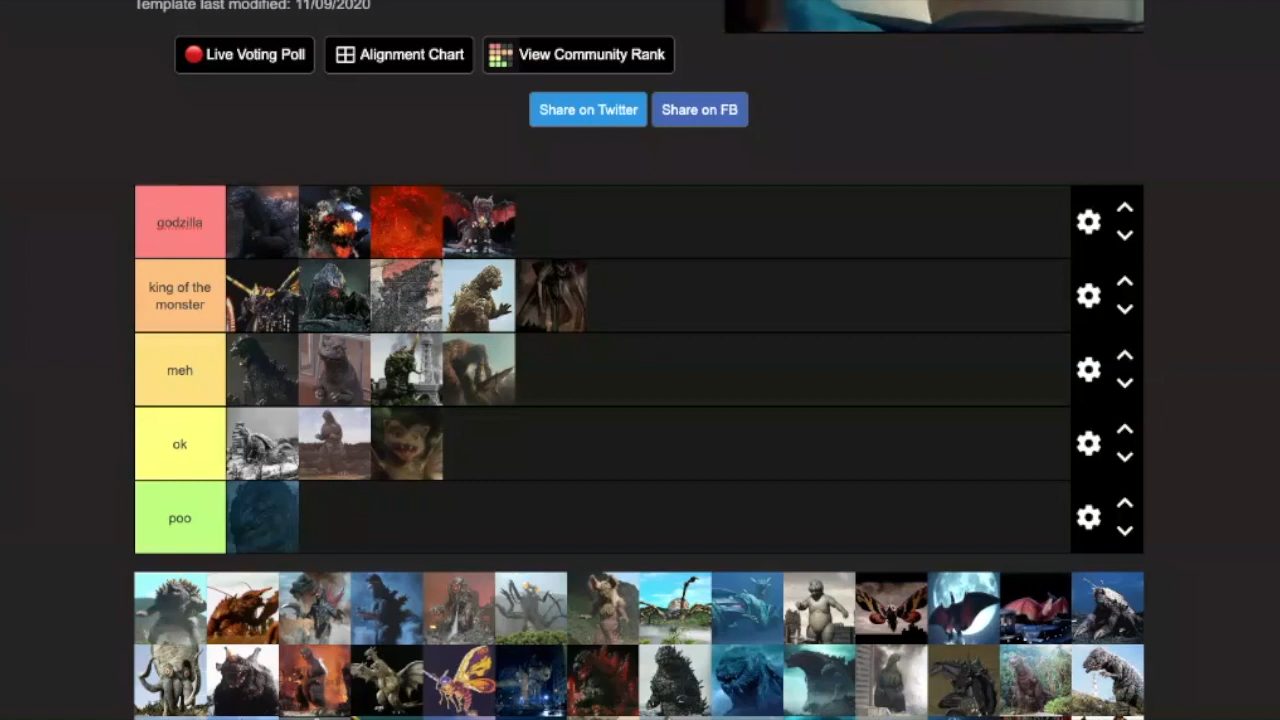 Template last modified: 11/09/2020
Live Voting Poll
Alignment Chart
View Community Rank
Share on Twitter
Share on FB
godzilla
king of the
monster
meh
ok
poo